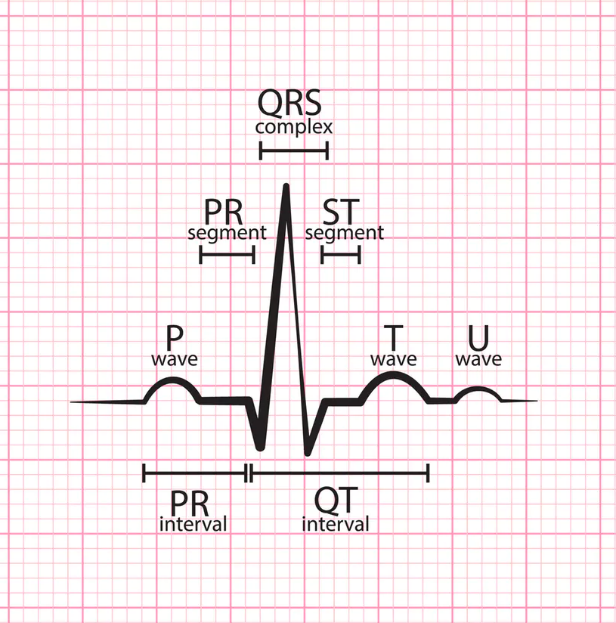 QRS
complex
PR
segment
ST
segment
P
wave
T
wave
U
wave
PR
interval
QT
interval